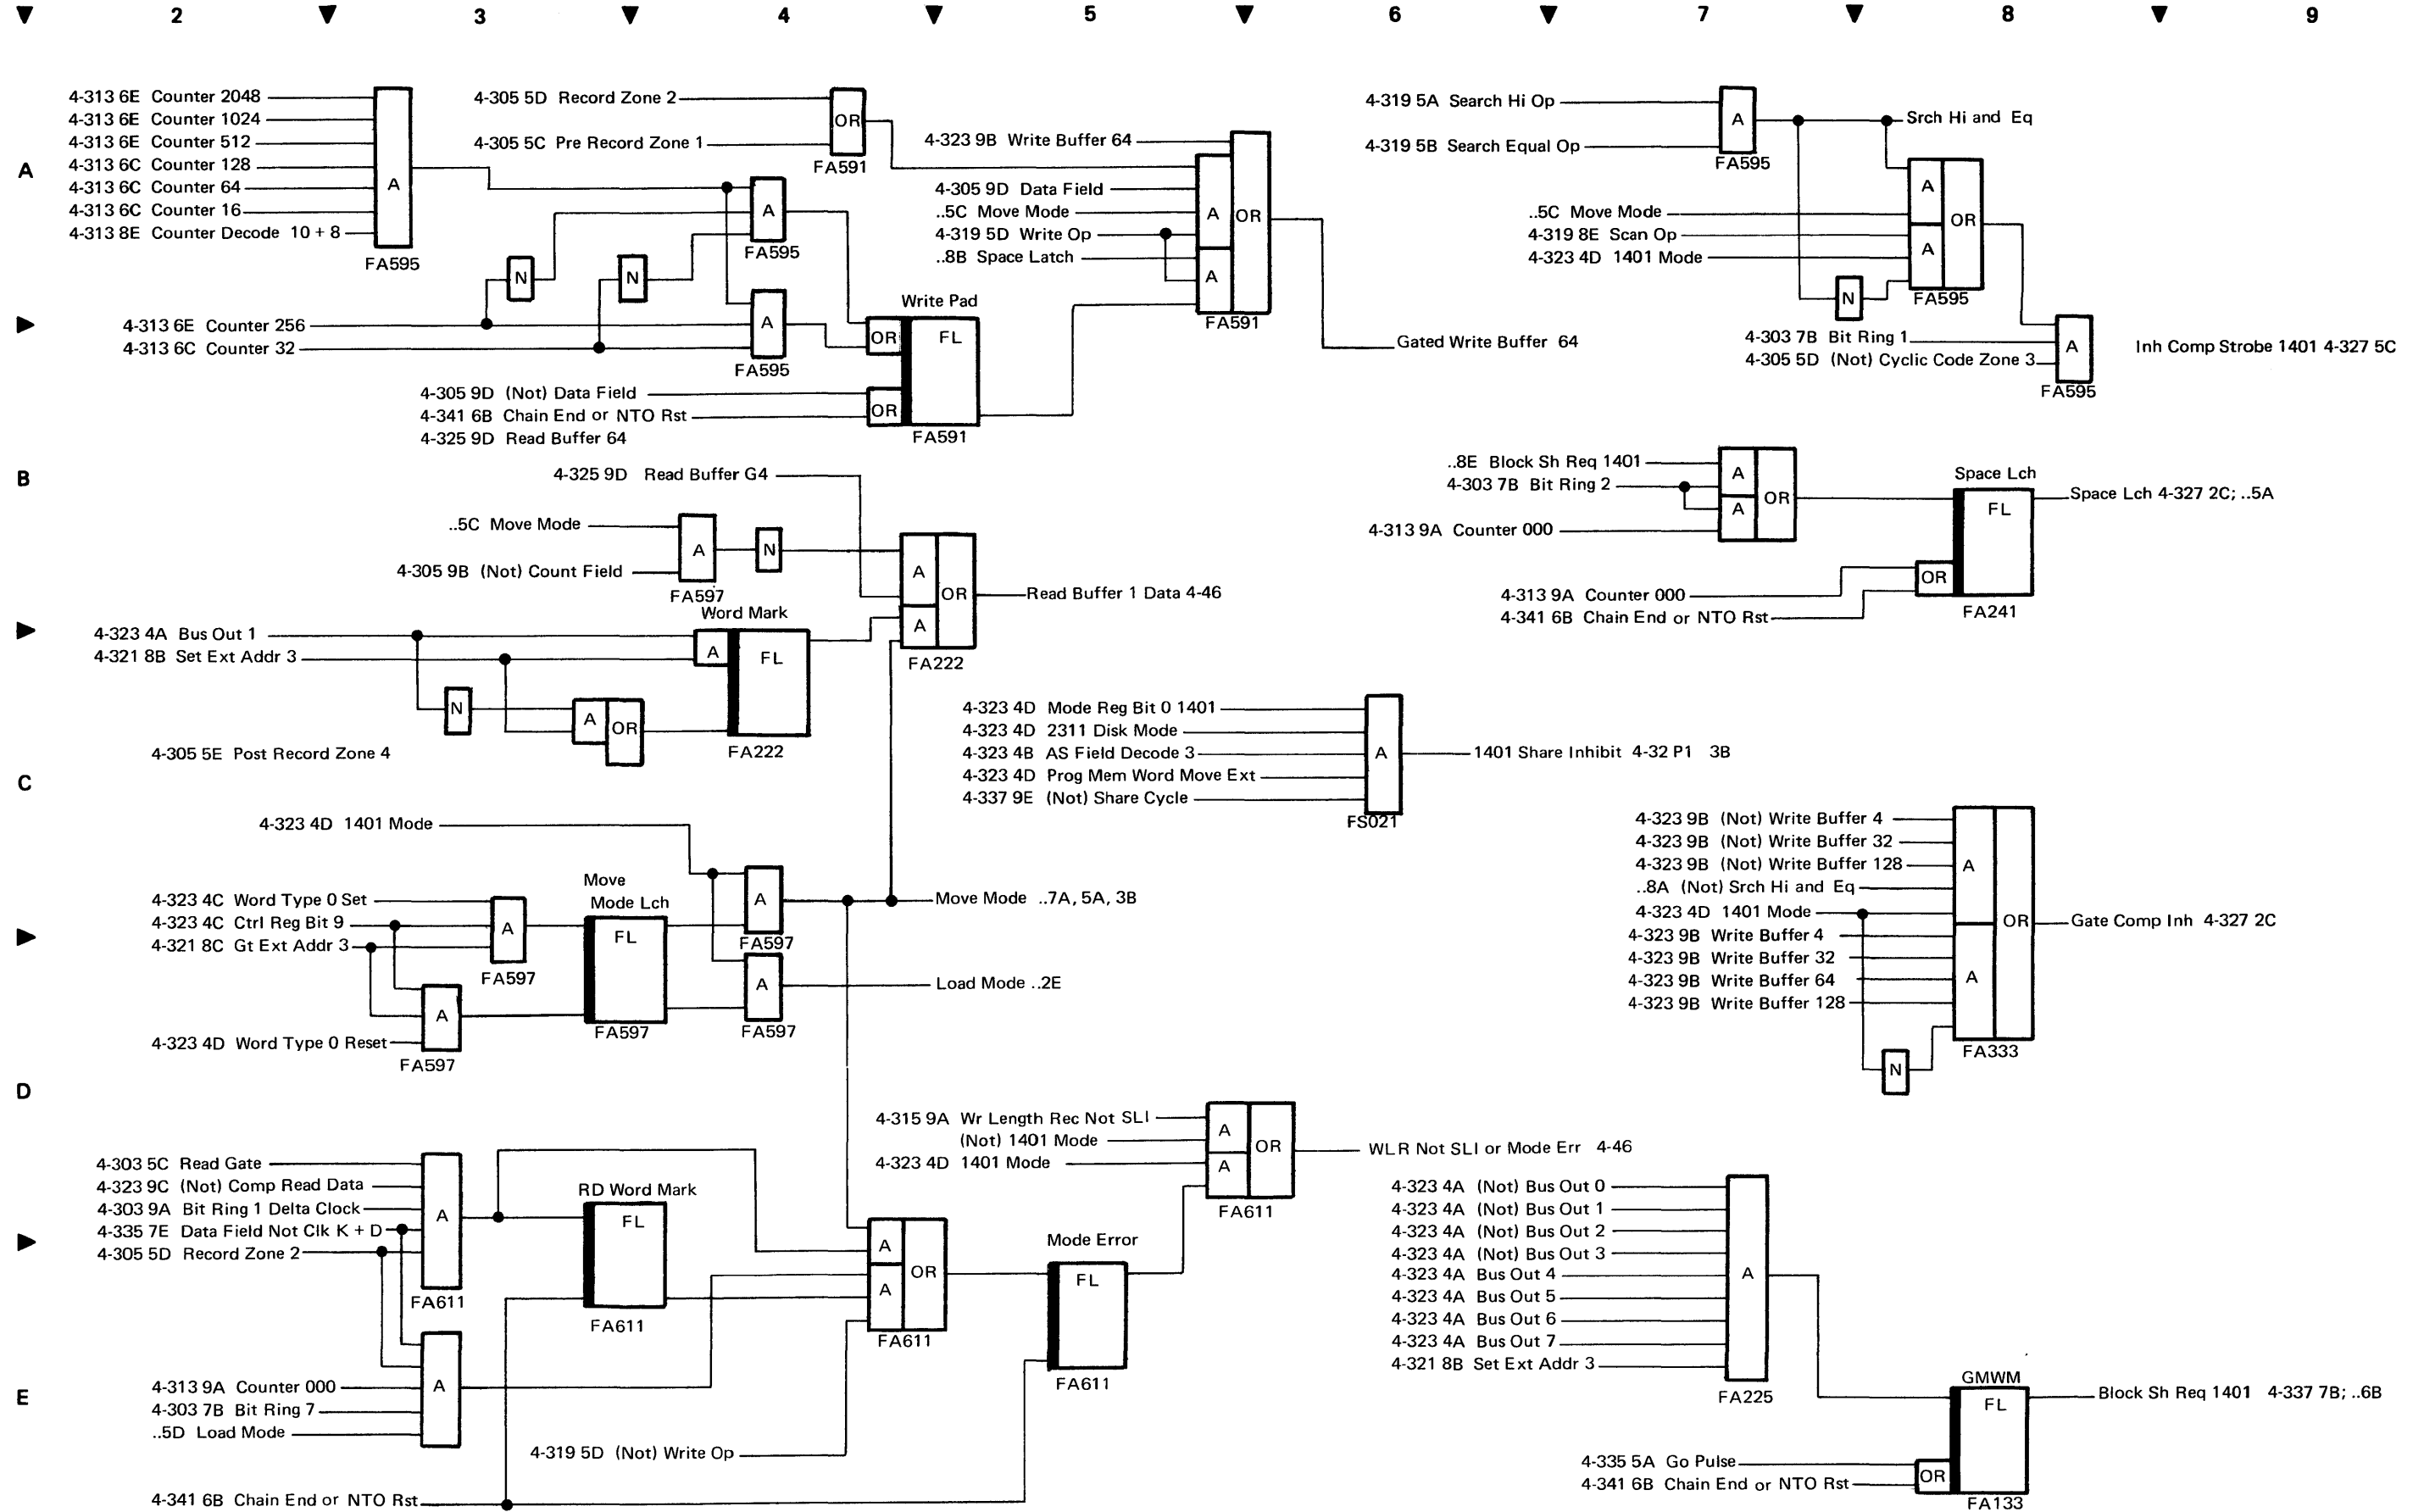 2 3 4 5 6 7 8 9
A
4-313 6E Counter 2048
4-313 6E Counter 1024
4-313 6E Counter 512
4-313 6C Counter 128
4-313 6C Counter 64
4-313 6C Counter 16
4-313 8E Counter Decode 10 + 8
A
FA595
4-305 5D Record Zone 2
4-305 5C Pre Record Zone 1
OR
FA591
A
FA595
N
N
4-313 6E Counter 256
4-313 6C Counter 32
A
FA595
Write Pad
OR
FL
OR
FA591
4-305 9D (Not) Data Field
4-341 6B Chain End or NTO Rst
4-325 9D Read Buffer 64
4-323 9B Write Buffer 64
4-305 9D Data Field
..5C Move Mode
4-319 5D Write Op
..8B Space Latch
A
OR
A
FA591
Gated Write Buffer 64
4-319 5A Search Hi Op
4-319 5B Search Equal Op
A
FA595
Srch Hi and Eq
..5C Move Mode
4-319 8E Scan Op
4-323 4D 1401 Mode
A
OR
A
FA595
N
4-303 7B Bit Ring 1
4-305 5D (Not) Cyclic Code Zone 3
A
FA595
Inh Comp Strobe 1401 4-327 5C
B
4-325 9D Read Buffer G4
..5C Move Mode
4-305 9B (Not) Count Field
A
FA597
N
A
OR
A
FA222
Read Buffer 1 Data 4-46
Word Mark
4-323 4A Bus Out 1
4-321 8B Set Ext Addr 3
A
FL
FA222
N
A
OR
4-305 5E Post Record Zone 4
..8E Block Sh Req 1401
4-303 7B Bit Ring 2
4-313 9A Counter 000
A
A
OR
Space Lch
FL
OR
FA241
Space Lch 4-327 2C; ..5A
4-313 9A Counter 000
4-341 6B Chain End or NTO Rst
C
4-323 4D Mode Reg Bit 0 1401
4-323 4D 2311 Disk Mode
4-323 4B AS Field Decode 3
4-323 4D Prog Mem Word Move Ext
4-337 9E (Not) Share Cycle
A
FS021
1401 Share Inhibit 4-32 P1 3B
4-323 4D 1401 Mode
4-323 4C Word Type 0 Set
4-323 4C Ctrl Reg Bit 9
4-321 8C Gt Ext Addr 3
A
FA597
4-323 4D Word Type 0 Reset
A
FA597
Move
Mode Lch
FL
FA597
A
FA597
A
FA597
Move Mode ..7A, 5A, 3B
Load Mode ..2E
4-323 9B (Not) Write Buffer 4
4-323 9B (Not) Write Buffer 32
4-323 9B (Not) Write Buffer 128
..8A (Not) Srch Hi and Eq
4-323 4D 1401 Mode
4-323 9B Write Buffer 4
4-323 9B Write Buffer 32
4-323 9B Write Buffer 64
4-323 9B Write Buffer 128
A
OR
A
FA333
N
Gate Comp Inh 4-327 2C
D
4-303 5C Read Gate
4-323 9C (Not) Comp Read Data
4-303 9A Bit Ring 1 Delta Clock
4-335 7E Data Field Not Clk K + D
4-305 5D Record Zone 2
A
FA611
RD Word Mark
FL
FA611
4-315 9A Wr Length Rec Not SLI
(Not) 1401 Mode
4-323 4D 1401 Mode
A
A
OR
FA611
WLR Not SLI or Mode Err 4-46
A
OR
A
FA611
Mode Error
FL
FA611
E
4-313 9A Counter 000
4-303 7B Bit Ring 7
..5D Load Mode
A
4-319 5D (Not) Write Op
4-341 6B Chain End or NTO Rst
4-323 4A (Not) Bus Out 0
4-323 4A (Not) Bus Out 1
4-323 4A (Not) Bus Out 2
4-323 4A (Not) Bus Out 3
4-323 4A Bus Out 4
4-323 4A Bus Out 5
4-323 4A Bus Out 6
4-323 4A Bus Out 7
4-321 8B Set Ext Addr 3
A
FA225
GMWM
FL
OR
FA133
Block Sh Req 1401 4-337 7B; ..6B
4-335 5A Go Pulse
4-341 6B Chain End or NTO Rst